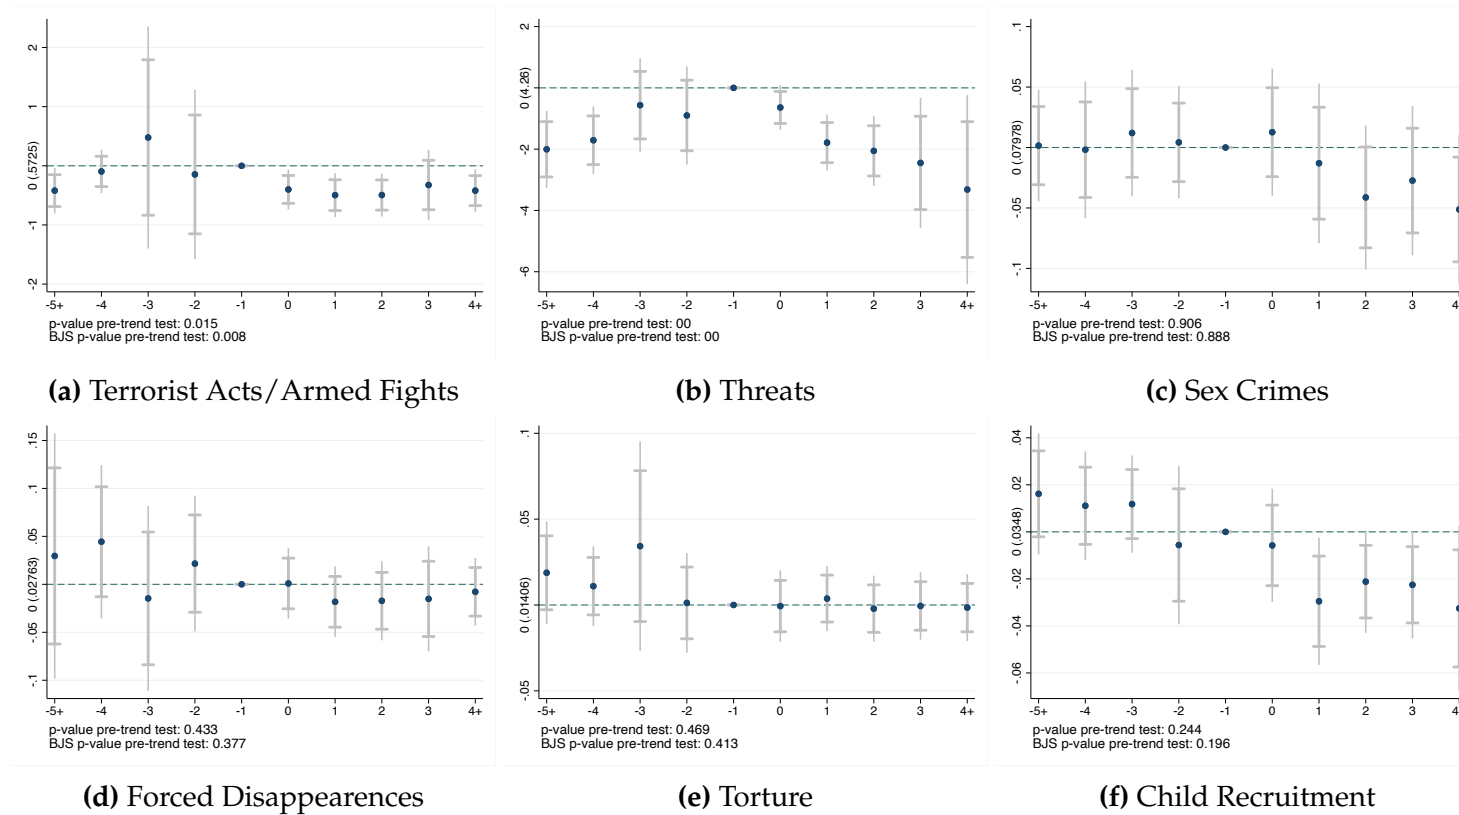 2
1
0 (.5725)
-1
-2
-5+ -4 -3 -2 -1 0 1 2 3 4+
p-value pre-trend test: 0.015
BJS p-value pre-trend test: 0.008
(a) Terrorist Acts/Armed Fights
2
0 (4.26)
-2
-4
-6
-5+ -4 -3 -2 -1 0 1 2 3 4+
p-value pre-trend test: 00
BJS p-value pre-trend test: 00
(b) Threats
.1
.05
0 (.07978)
-.05
-.1
-5+ -4 -3 -2 -1 0 1 2 3
p-value pre-trend test: 0.906
BJS p-value pre-trend test: 0.888
(c) Sex Crimes
.15
.1
.05
0 (.02763)
-.05
-.1
-5+ -4 -3 -2 -1 0 1 2 3 4+
p-value pre-trend test: 0.433
BJS p-value pre-trend test: 0.377
(d) Forced Disappearences
.1
.05
0 (.01406)
-.05
-5+ -4 -3 -2 -1 0 1 2 3 4+
p-value pre-trend test: 0.469
BJS p-value pre-trend test: 0.413
(e) Torture
.04
.02
0 (.0348)
-.02
-.04
-.06
-5+ -4 -3 -2 -1 0 1 2 3
p-value pre-trend test: 0.244
BJS p-value pre-trend test: 0.196
(f) Child Recruitment